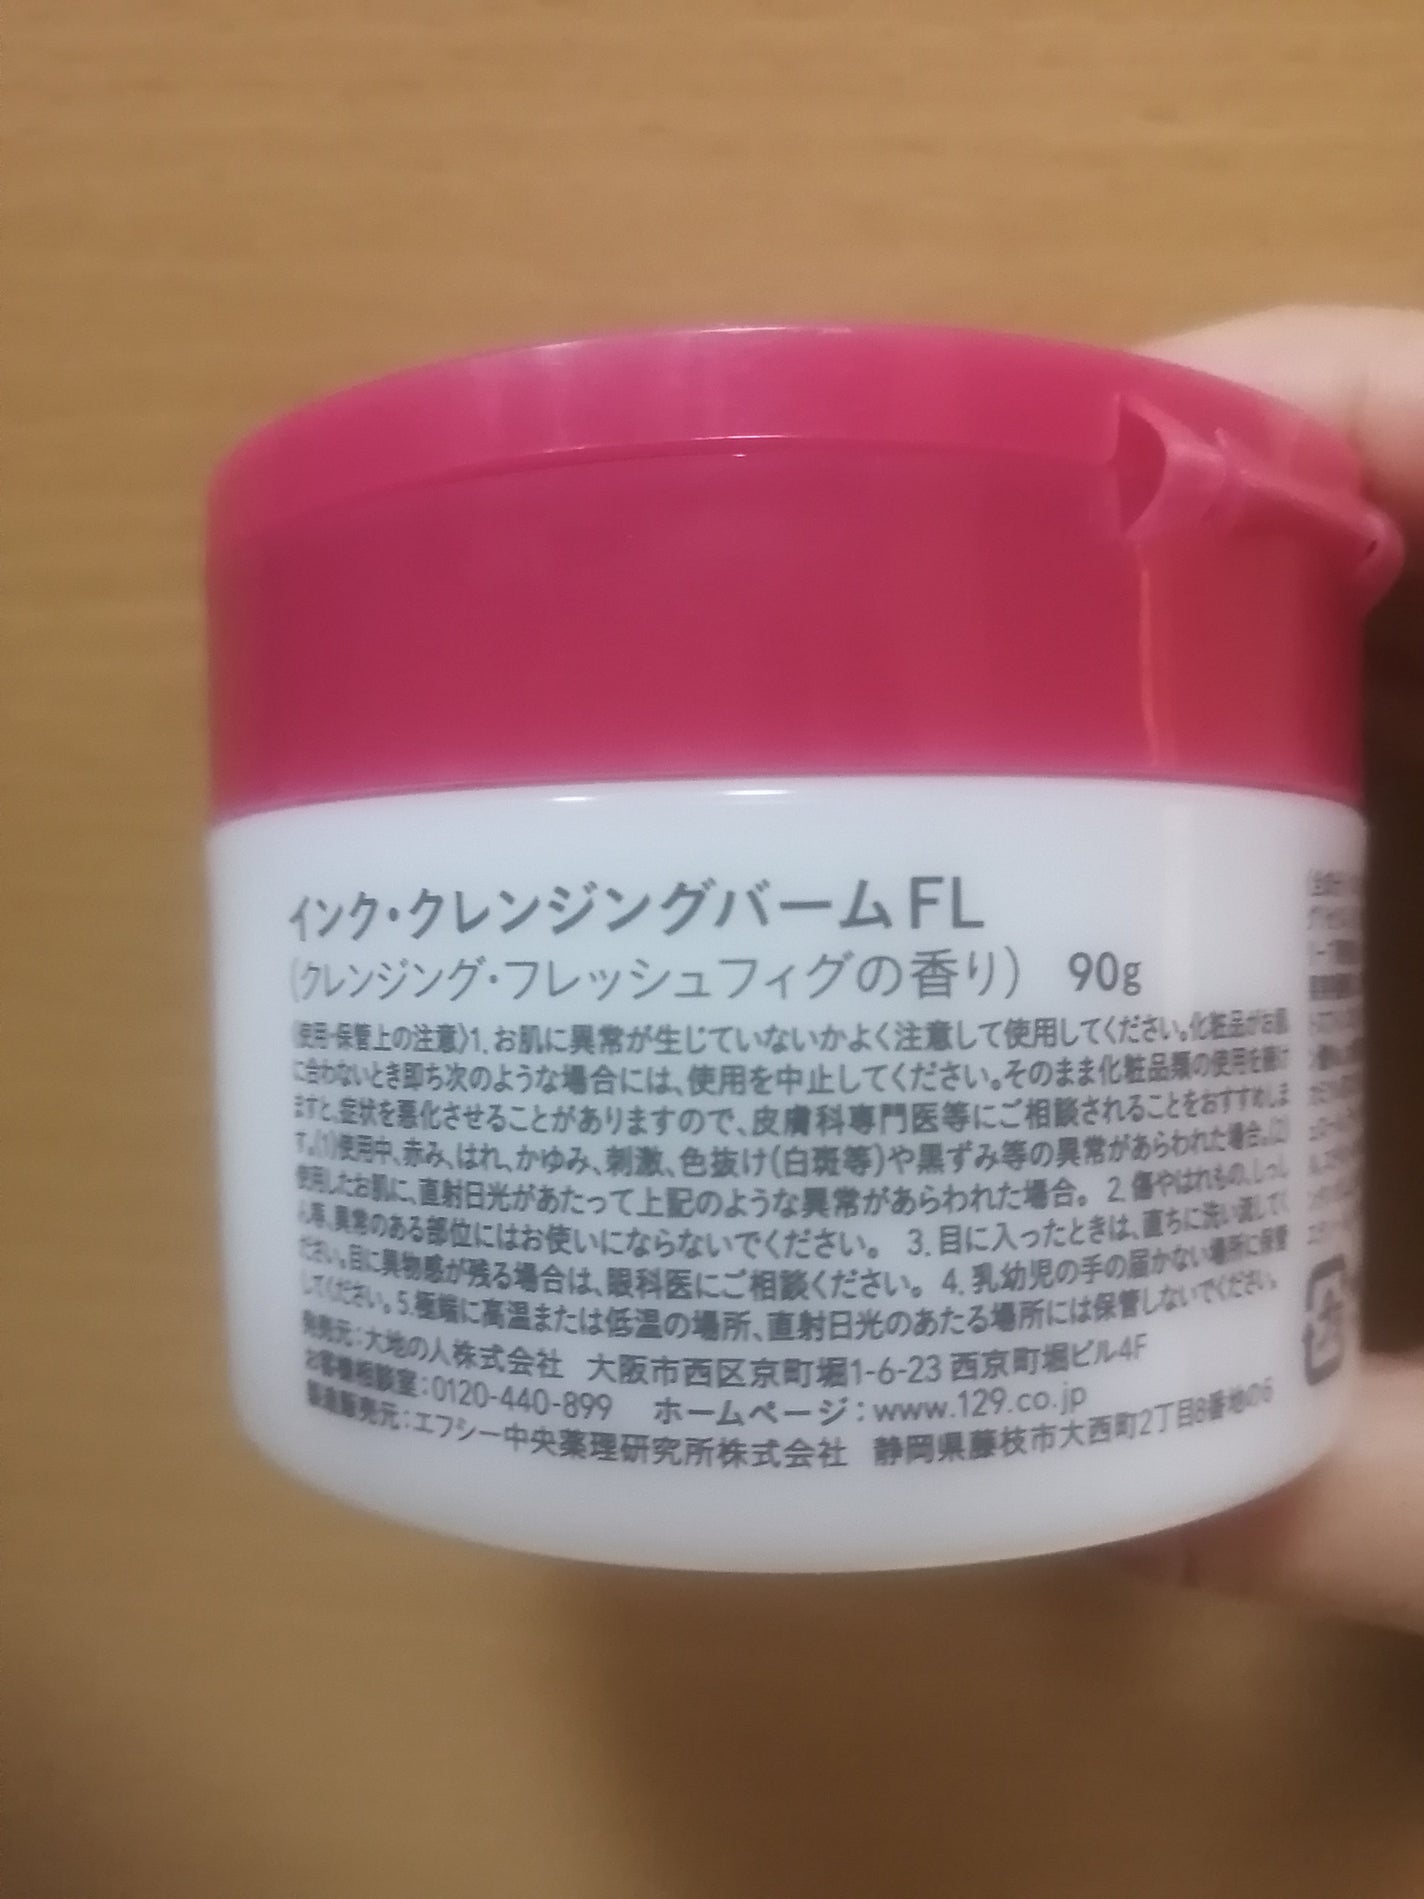 インク・クレンジングバームFL
(クレンジング・フレッシュフィグの香り) 90g
〈使用・保管上の注意〉1.お肌に異常が生じていないかよく注意して使用してください。化粧品がお肌
に合わないとき即ち次のような場合には、使用を中止してください。そのまま化粧品類の使用を続け
ますと、症状を悪化させることがありますので、皮膚科専門医等にご相談されることをおすすめしま
す。(1)使用中、赤み、はれ、かゆみ、刺激、色抜け(白斑等)や黒ずみ等の異常があらわれた場合。(2)
使用したお肌に、直射日光があたって上記のような異常があらわれた場合。 2.傷やはれもの、しっし
ん等、異常のある部位にはお使いにならないでください。 3.目に入ったときは、直ちに洗い流してく
ださい。目に異物感が残る場合は、眼科医にご相談ください。 4.乳幼児の手の届かない場所に保管
してください。5.極端に高温または低温の場所、直射日光のあたる場所には保管しないでください。
発売元:大地の人株式会社 大阪市西区京町堀1-6-23 西京町堀ビル4F
お客様相談室:0120-440-899 ホームページ:www.129.co.jp
製造販売元:エフシー中央薬理研究所株式会社 静岡県藤枝市大西町2丁目8番地の6